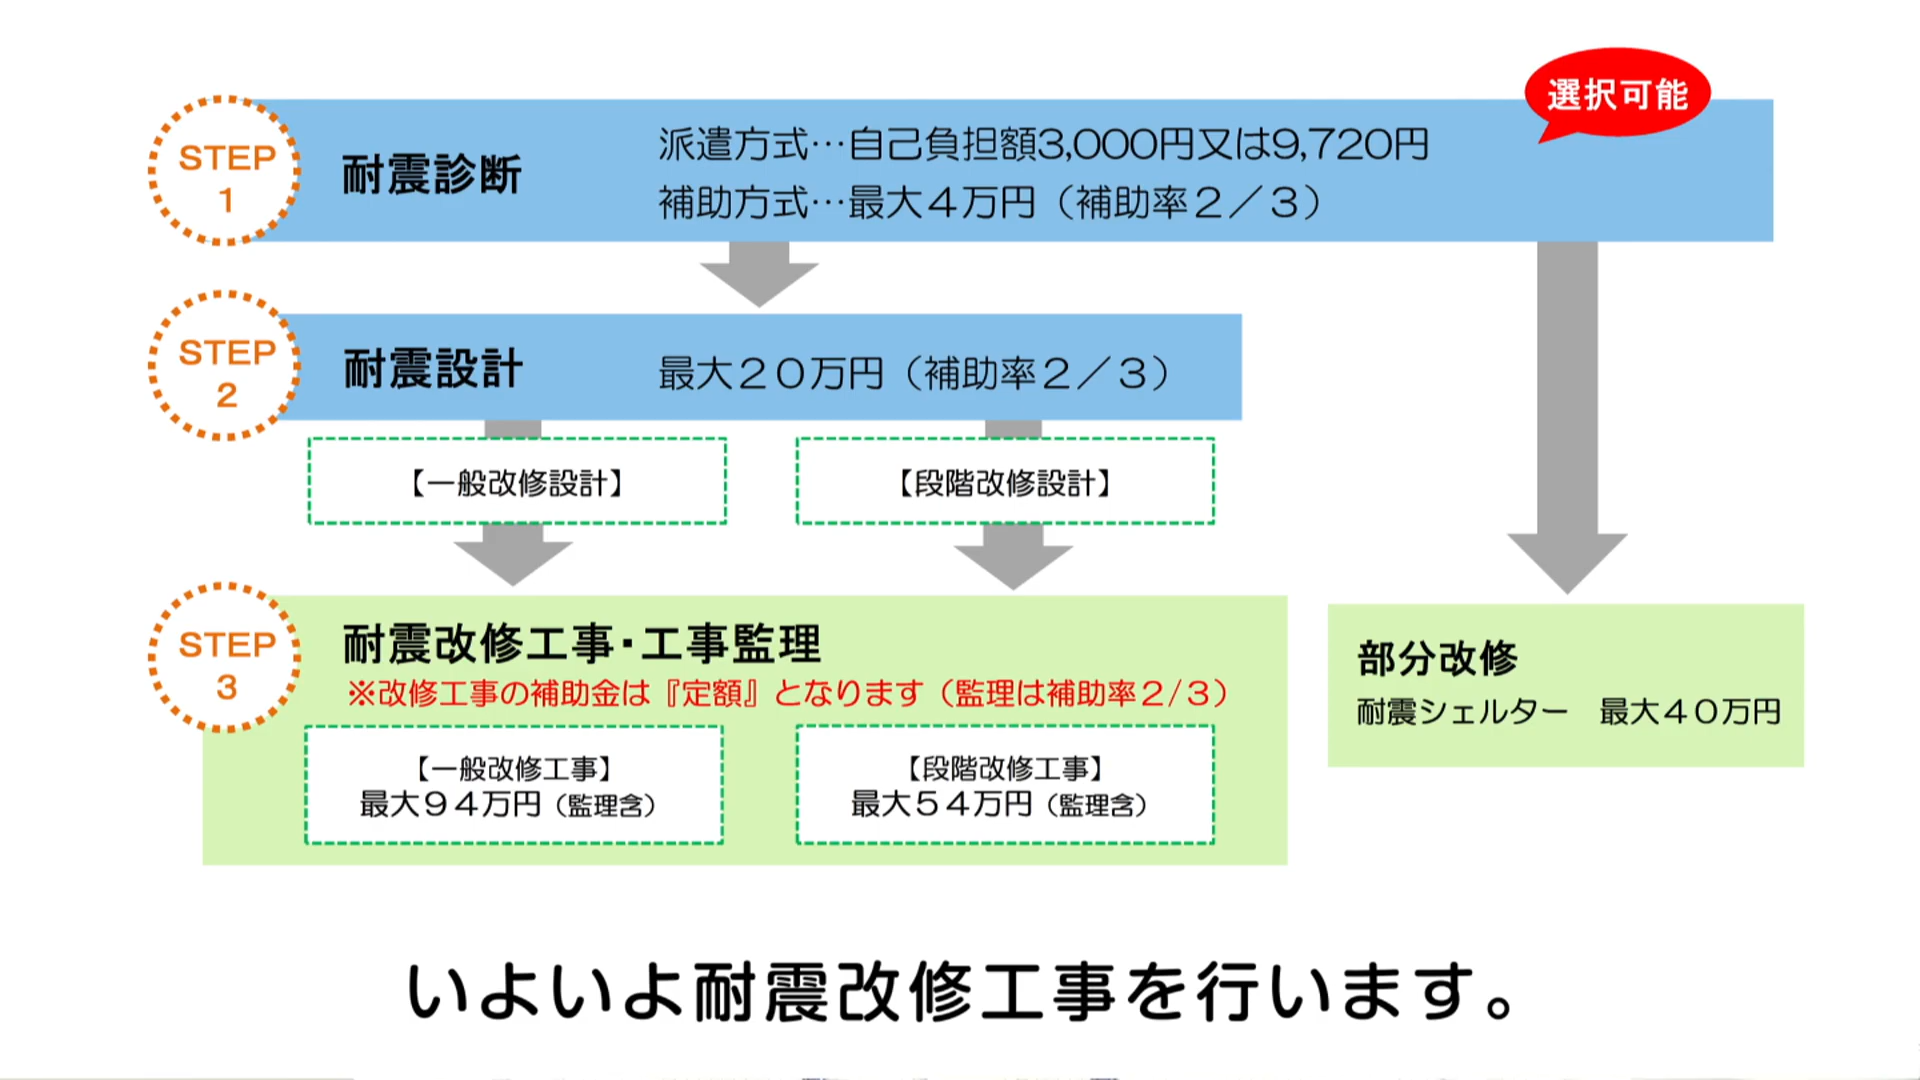 選択可能
STEP
1
耐震診断
派遣方式…自己負担額3,000円又は9,720円
補助方式…最大４万円（補助率２／３）
STEP
2
耐震設計
最大２０万円（補助率２／３）
【一般改修設計】
【段階改修設計】
STEP
3
耐震改修工事・工事監理
※改修工事の補助金は『定額』となります（監理は補助率２/３）
【一般改修工事】
最大９４万円（監理含）
【段階改修工事】
最大５４万円（監理含）
部分改修
耐震シェルター　最大４０万円
いよいよ耐震改修工事を行います。